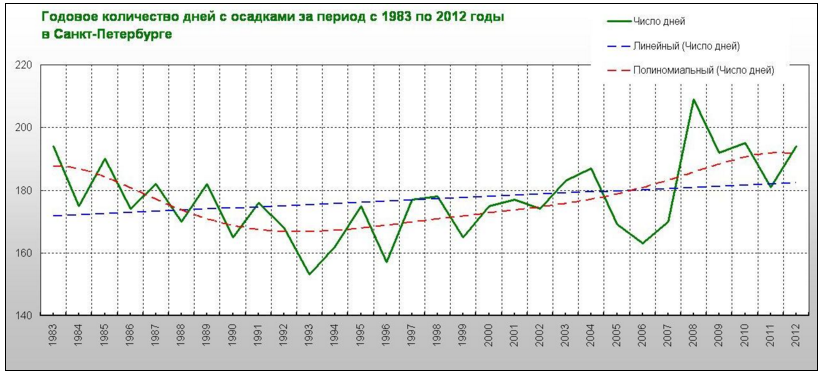 Годовое количество дней с осадками за период с 1983 по 2012 годы
в Санкт-Петербурге
Число дней
Линейный (Число дней)
Полиномиальный (Число дней)
220
200
180
160
140
1983 1984 1985 1986 1987 1988 1989 1990 1991 1992 1993 1994 1995 1996 1997 1998 1999 2000 2001 2002 2003 2004 2005 2006 2007 2008 2009 2010 2011 2012